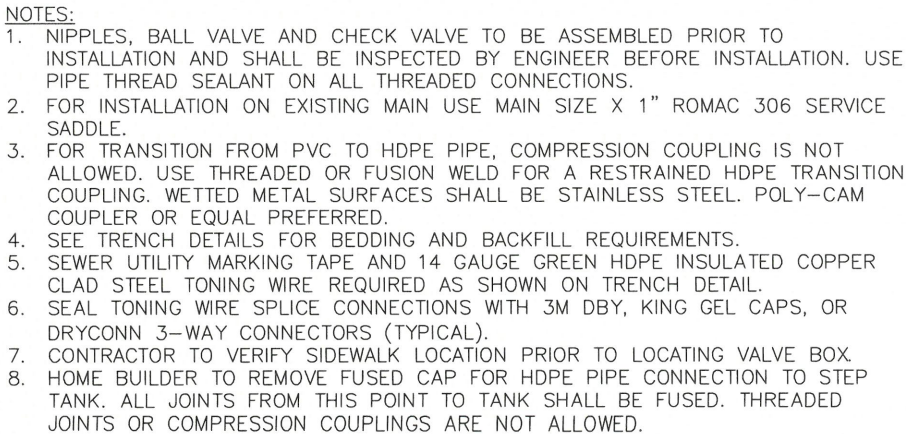 NOTES:
1. NIPPLES, BALL VALVE AND CHECK VALVE TO BE ASSEMBLED PRIOR TO
INSTALLATION AND SHALL BE INSPECTED BY ENGINEER BEFORE INSTALLATION. USE
PIPE THREAD SEALANT ON ALL THREADED CONNECTIONS.
2. FOR INSTALLATION ON EXISTING MAIN USE MAIN SIZE X 1" ROMAC 306 SERVICE
SADDLE.
3. FOR TRANSITION FROM PVC TO HDPE PIPE, COMPRESSION COUPLING IS NOT
ALLOWED. USE THREADED OR FUSION WELD FOR A RESTRAINED HDPE TRANSITION
COUPLING. WETTED METAL SURFACES SHALL BE STAINLESS STEEL. POLY-CAM
COUPLER OR EQUAL PREFERRED.
4. SEE TRENCH DETAILS FOR BEDDING AND BACKFILL REQUIREMENTS.
5. SEWER UTILITY MARKING TAPE AND 14 GAUGE GREEN HDPE INSULATED COPPER
CLAD STEEL TONING WIRE REQUIRED AS SHOWN ON TRENCH DETAIL.
6. SEAL TONING WIRE SPLICE CONNECTIONS WITH 3M DBY, KING GEL CAPS, OR
DRYCONN 3-WAY CONNECTORS (TYPICAL).
7. CONTRACTOR TO VERIFY SIDEWALK LOCATION PRIOR TO LOCATING VALVE BOX.
8. HOME BUILDER TO REMOVE FUSED CAP FOR HDPE PIPE CONNECTION TO STEP
TANK. ALL JOINTS FROM THIS POINT TO TANK SHALL BE FUSED. THREADED
JOINTS OR COMPRESSION COUPLINGS ARE NOT ALLOWED.